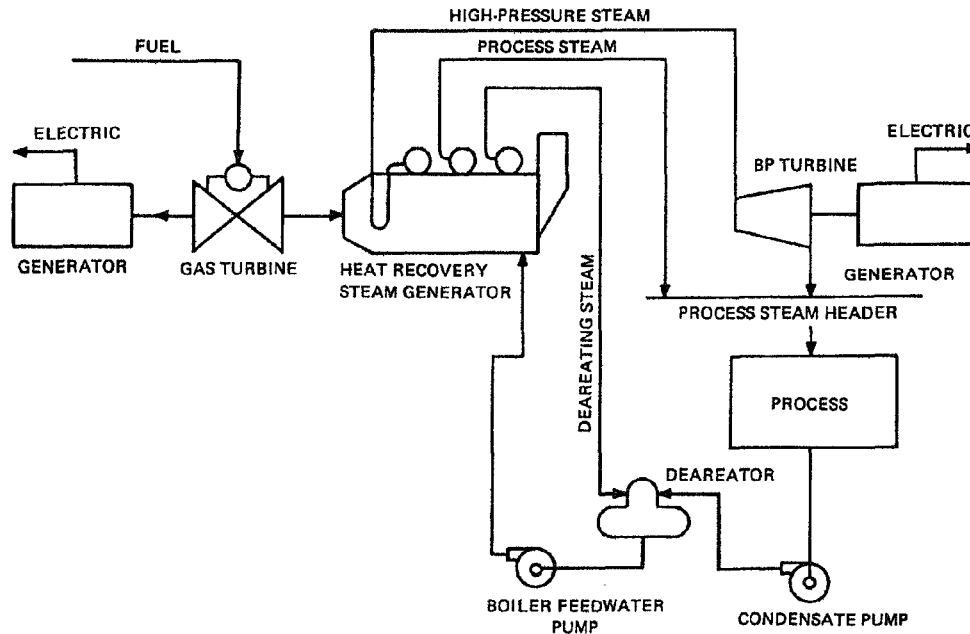 HIGH-PRESSURE STEAM
FUEL
PROCESS STEAM
ELECTRIC
ELECTRIC
BP TURBINE
GENERATOR
GAS TURBINE
HEAT RECOVERY
STEAM GENERATOR
GENERATOR
PROCESS STEAM HEADER
DEAREATING STEAM
PROCESS
DEAREATOR
BOILER FEEDWATER
PUMP
CONDENSATE PUMP